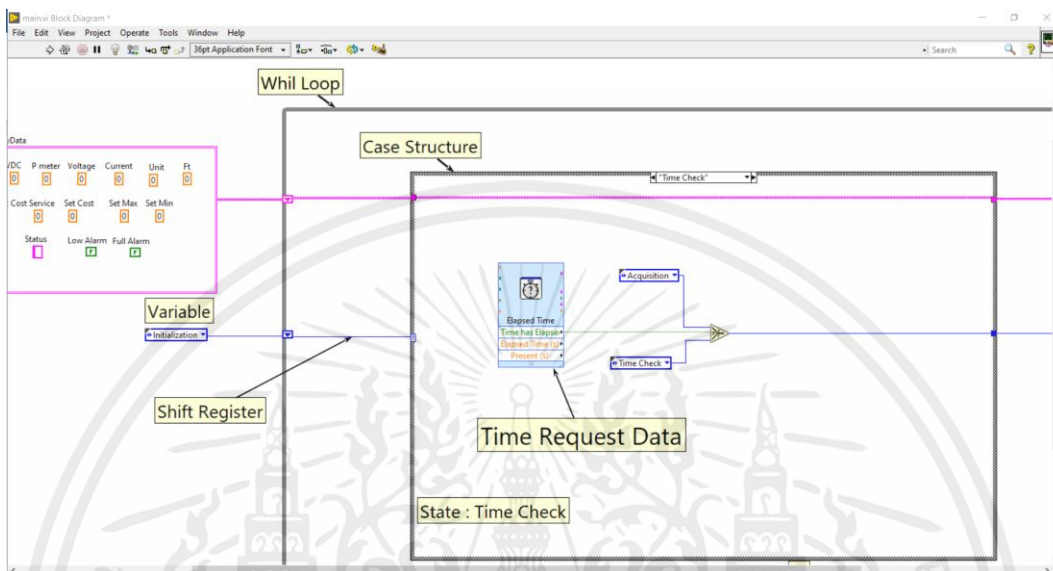 main.vi Block Diagram *
File Edit View Project Operate Tools Window Help
36pt Application Font
Search
Whil Loop
Case Structure
"Time Check"
P meter Voltage Current Unit Ft
0 0 0 0 0 0
Cost Service Set Cost Set Max Set Min
0 0 0 0
Status Low Alarm Full Alarm
F F
Variable
Initialization
Shift Register
Acquisition
?
Elapsed Time
Time has Elapse
Elapsed Time (s)
Present (s)
Time Check
Time Request Data
State : Time Check